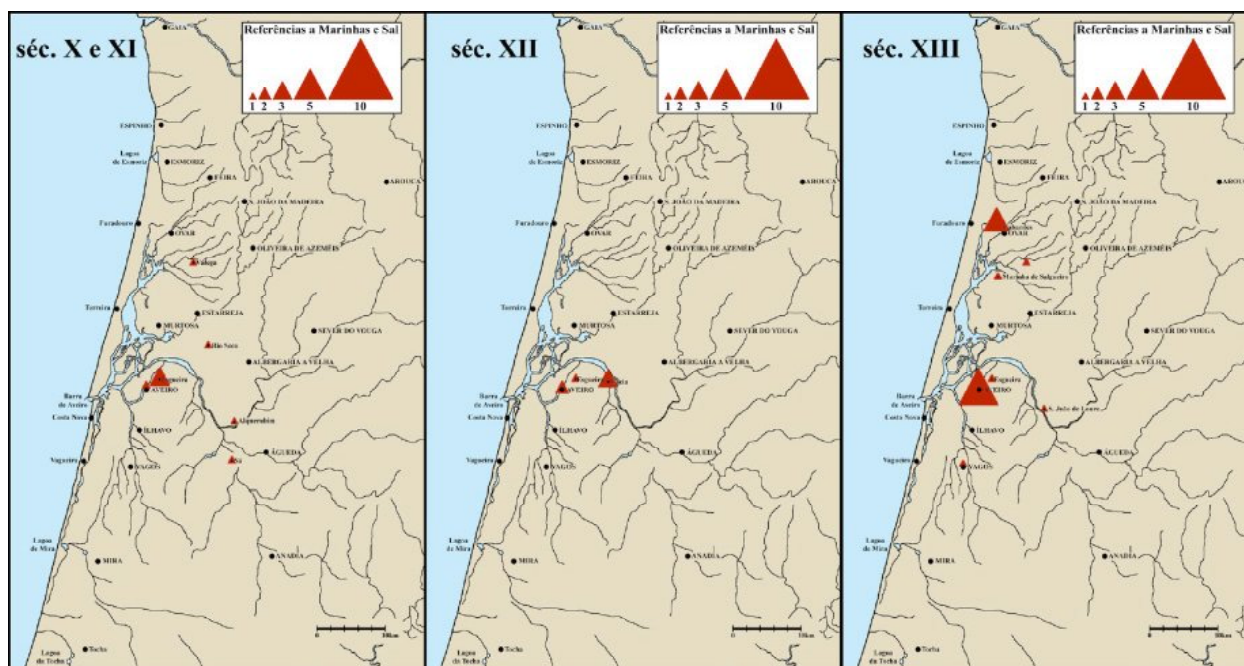 séc. X e XI
Referências a Marinhas e Sal
1 2 3 5 10
GAIA
ESPINHO
Lagoa
de Esmoriz
ESMORIZ
FEIRA
AROUCA
S. JOÃO DA MADEIRA
Furadouro
OVAR
OLIVEIRA DE AZEMÉIS
Válega
Torreira
ESTARREJA
MURTOSA
SEVER DO VOUGA
Rio Seco
ALBERGARIA A VELHA
Esgueira
AVEIRO
Barra
de Aveiro
Costa Nova
Alquerubim
ÍLHAVO
ÁGUEDA
Vagueira
VAGOS
Lagoa
de Mira
MIRA
ANADIA
10km
Tocha
Lagoa
da Tocha
séc. XII
Referências a Marinhas e Sal
1 2 3 5 10
GAIA
ESPINHO
Lagoa
de Esmoriz
ESMORIZ
FEIRA
AROUCA
S. JOÃO DA MADEIRA
Furadouro
OVAR
OLIVEIRA DE AZEMÉIS
Torreira
ESTARREJA
MURTOSA
SEVER DO VOUGA
ALBERGARIA A VELHA
Esgueira
AVEIRO
Barra
de Aveiro
Costa Nova
ÍLHAVO
ÁGUEDA
Vagueira
VAGOS
Lagoa
de Mira
MIRA
ANADIA
10km
Tocha
Lagoa
da Tocha
séc. XIII
Referências a Marinhas e Sal
1 2 3 5 10
GAIA
ESPINHO
Lagoa
de Esmoriz
ESMORIZ
FEIRA
AROUCA
S. JOÃO DA MADEIRA
Furadouro
OVAR
OLIVEIRA DE AZEMÉIS
Marinha de Salgueiro
Torreira
ESTARREJA
MURTOSA
SEVER DO VOUGA
ALBERGARIA A VELHA
Esgueira
AVEIRO
Barra
de Aveiro
Costa Nova
S. João de Loure
ÍLHAVO
ÁGUEDA
Vagueira
VAGOS
Lagoa
de Mira
MIRA
ANADIA
10km
Tocha
Lagoa
da Tocha